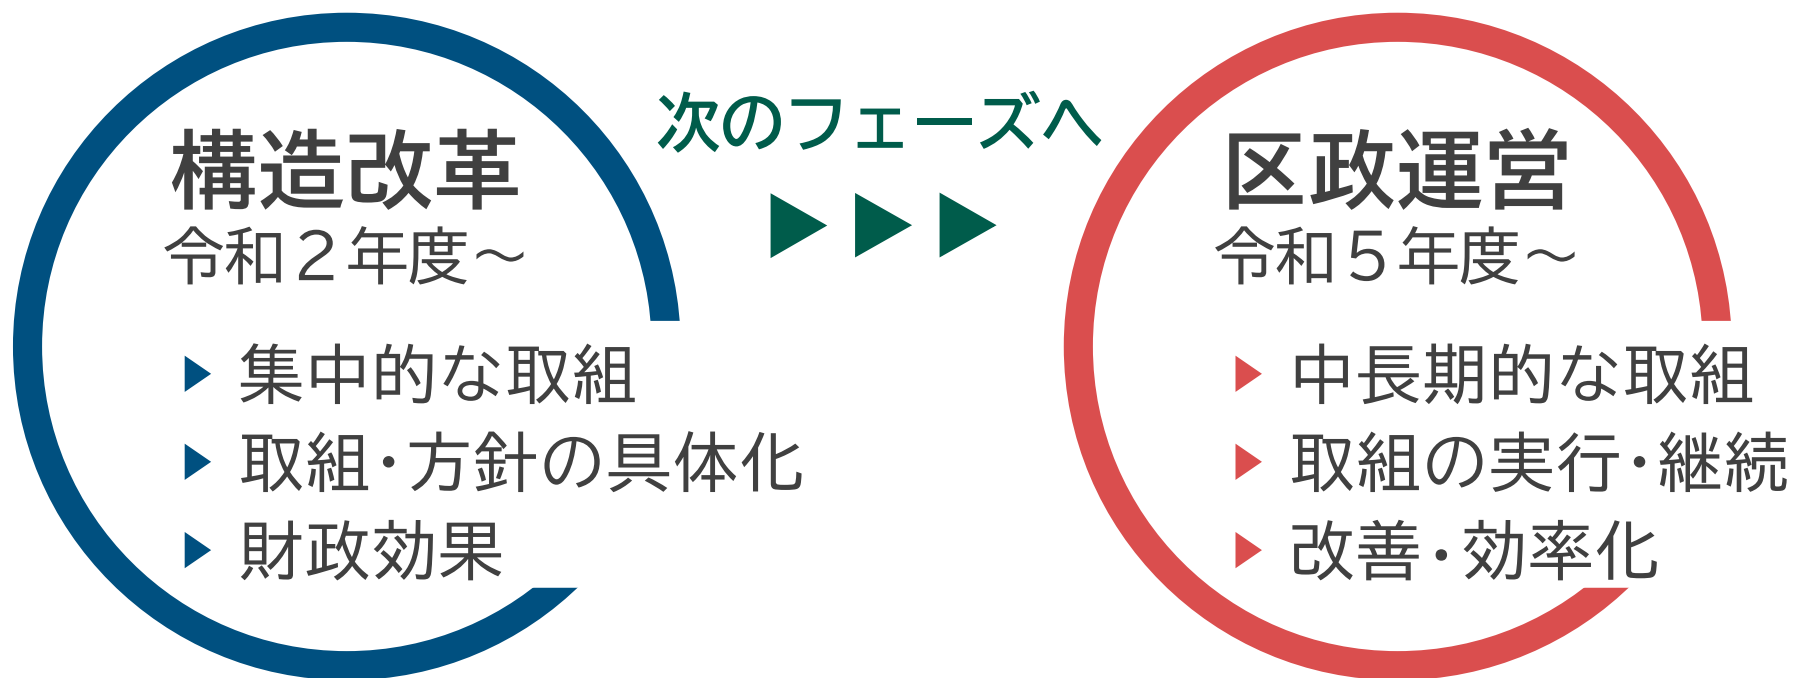 構造改革
令和２年度～
集中的な取組
取組・方針の具体化
財政効果
次のフェーズへ
区政運営
令和５年度～
中長期的な取組
取組の実行・継続
改善・効率化